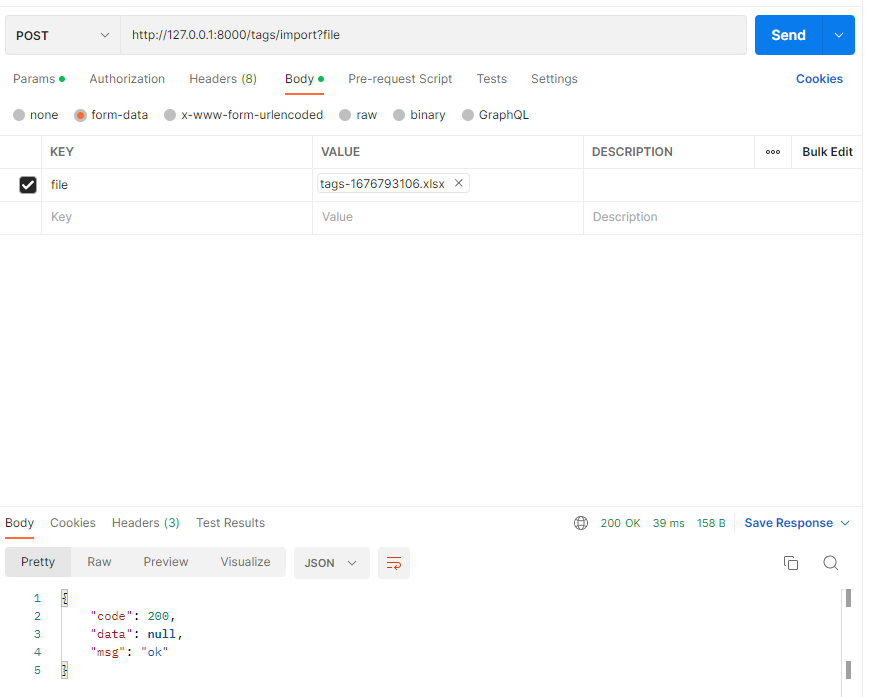 POST http://127.0.0.1:8000/tags/import?file Send
Params Authorization Headers (8) Body Pre-request Script Tests Settings Cookies
none form-data x-www-form-urlencoded raw binary GraphQL
KEY VALUE DESCRIPTION Bulk Edit
file tags-1676793106.xlsx
Key Value Description
Body Cookies Headers (3) Test Results 200 OK 39 ms 158 B Save Response
Pretty Raw Preview Visualize JSON
1 {
2 "code": 200,
3 "data": null,
4 "msg": "ok"
5 }